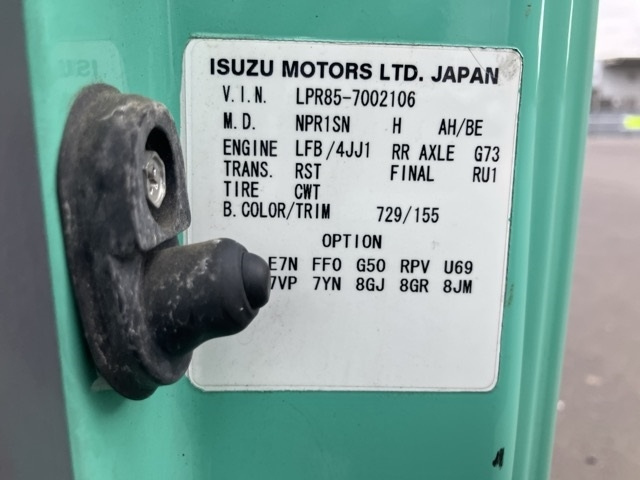 ISUZU MOTORS LTD. JAPAN
V.I.N. LPR85-7002106
M.D. NPR1SN H AH/BE
ENGINE LFB/4JJ1 RR AXLE G73
TRANS. RST FINAL RU1
TIRE CWT
B.COLOR/TRIM 729/155
OPTION
E7N FF0 G50 RPV U69
7VP 7YN 8GJ 8GR 8JM